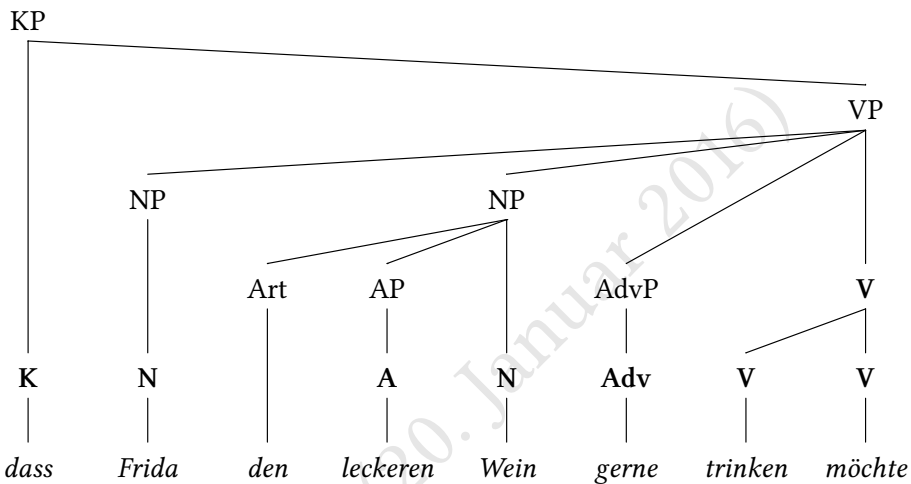 KP
VP
NP NP
Art AP AdvP V
K N A N Adv V V
dass Frida den leckeren Wein gerne trinken möchte
(30. Januar 2016)